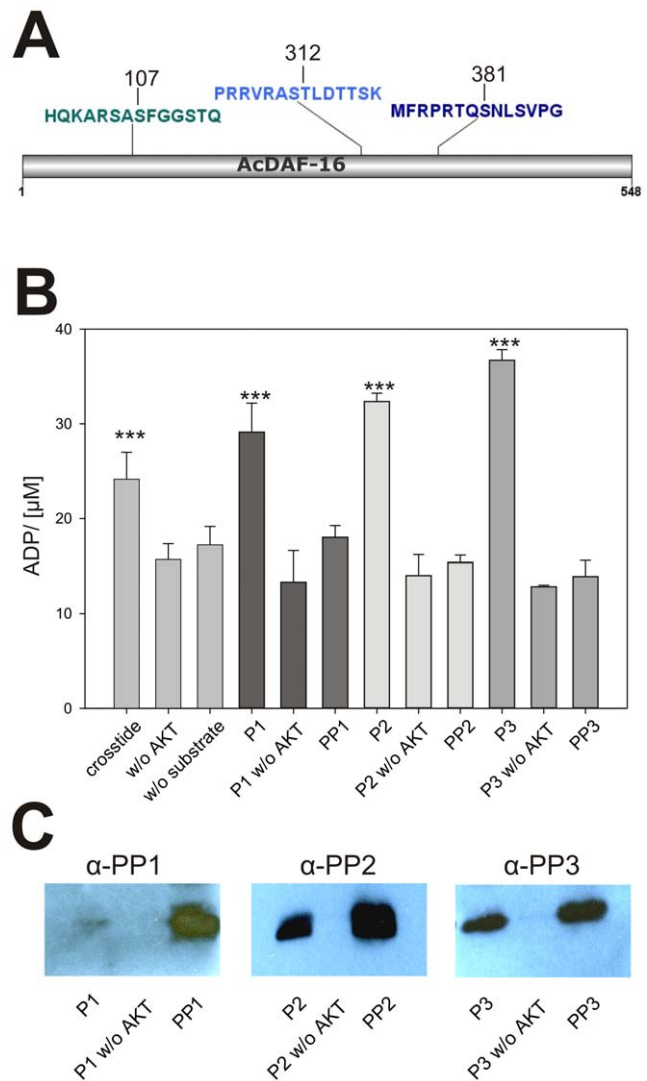 A
107
312
381
HQKARSASFGGSTQ
PRRVRASTLDTTSK
MFRPRTQSNLSVPG
AcDAF-16
1
548
B
ADP/ [µM]
40
30
20
10
0
*** *** *** ***
crosstide
w/o AKT
w/o substrate
P1
P1 w/o AKT
PP1
P2
P2 w/o AKT
PP2
P3
P3 w/o AKT
PP3
C
α-PP1 α-PP2 α-PP3
P1
P1 w/o AKT
PP1
P2
P2 w/o AKT
PP2
P3
P3 w/o AKT
PP3